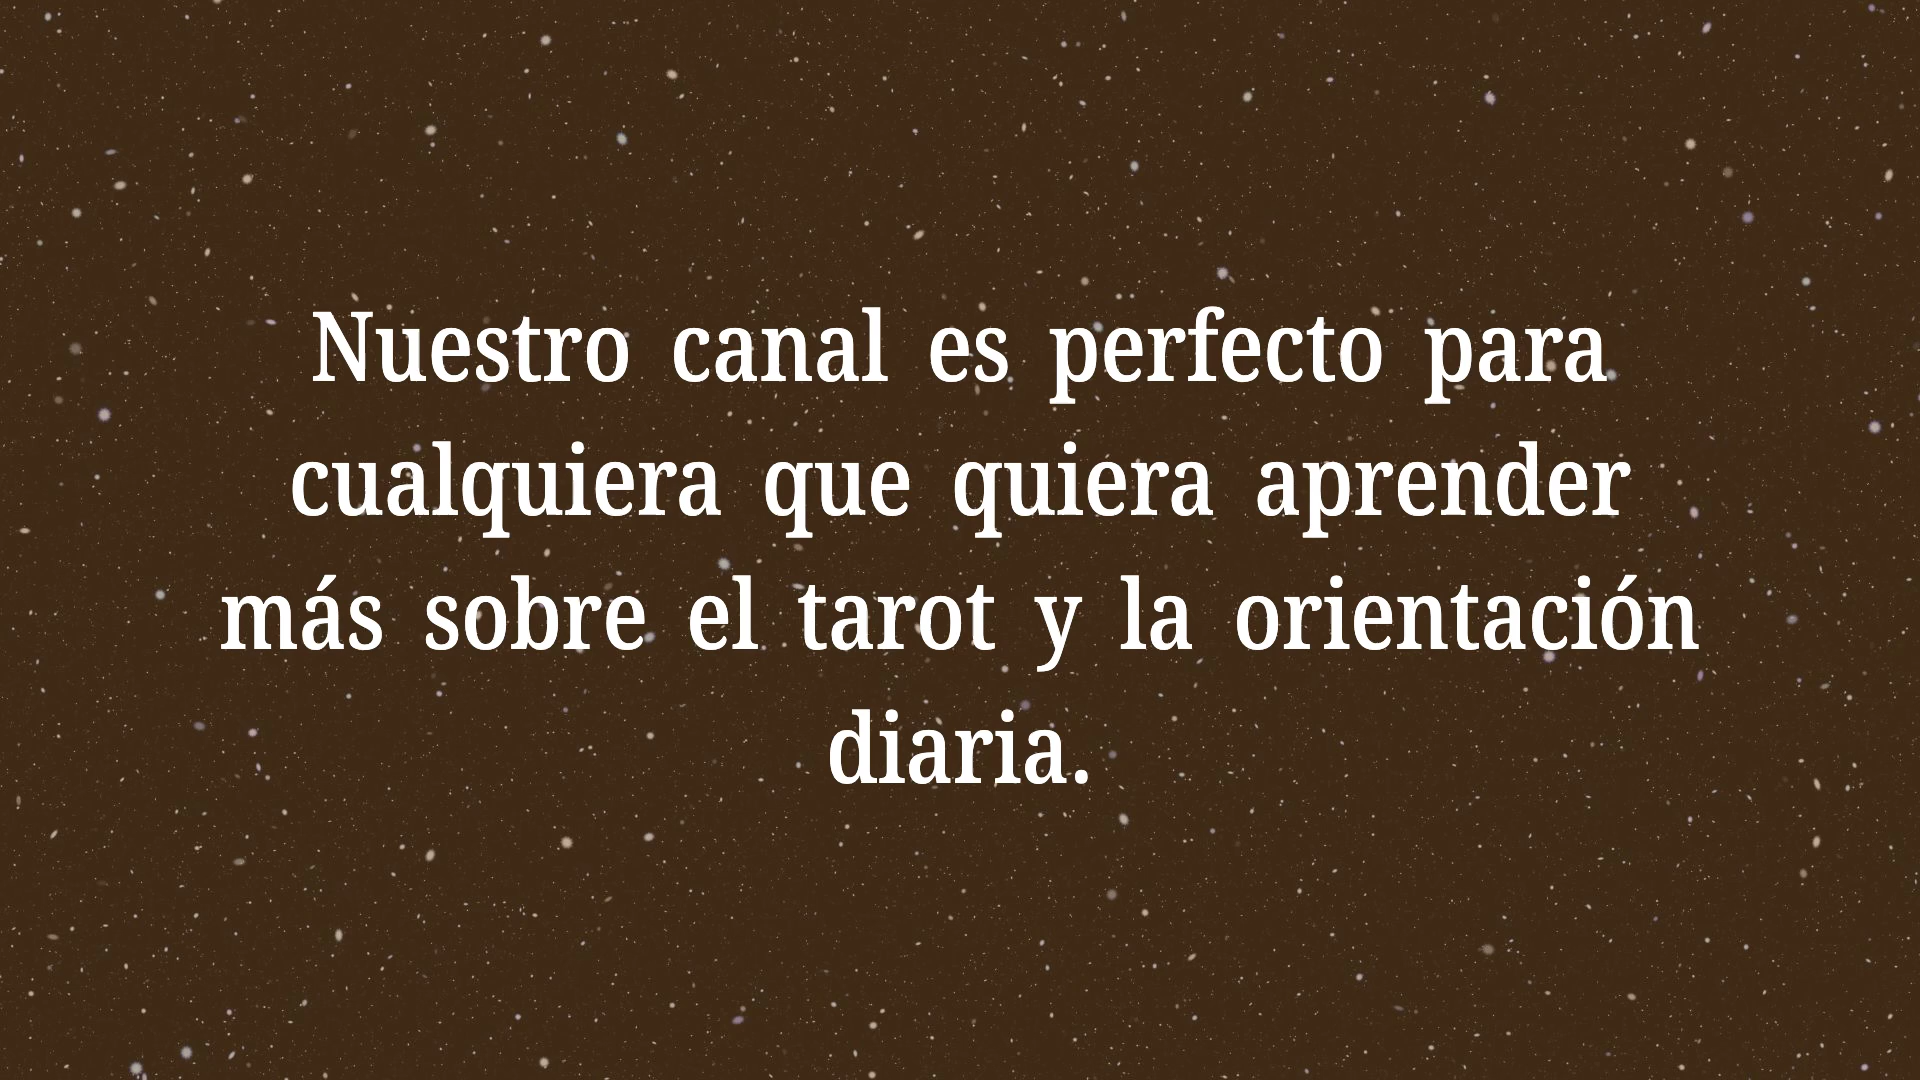 Nuestro canal es perfecto para
cualquiera que quiera aprender
más sobre el tarot y la orientación
diaria.